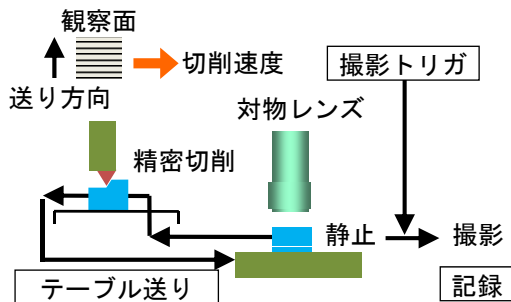 観察面
切削速度
送り方向
撮影トリガ
対物レンズ
精密切削
静止
撮影
テーブル送り
記録